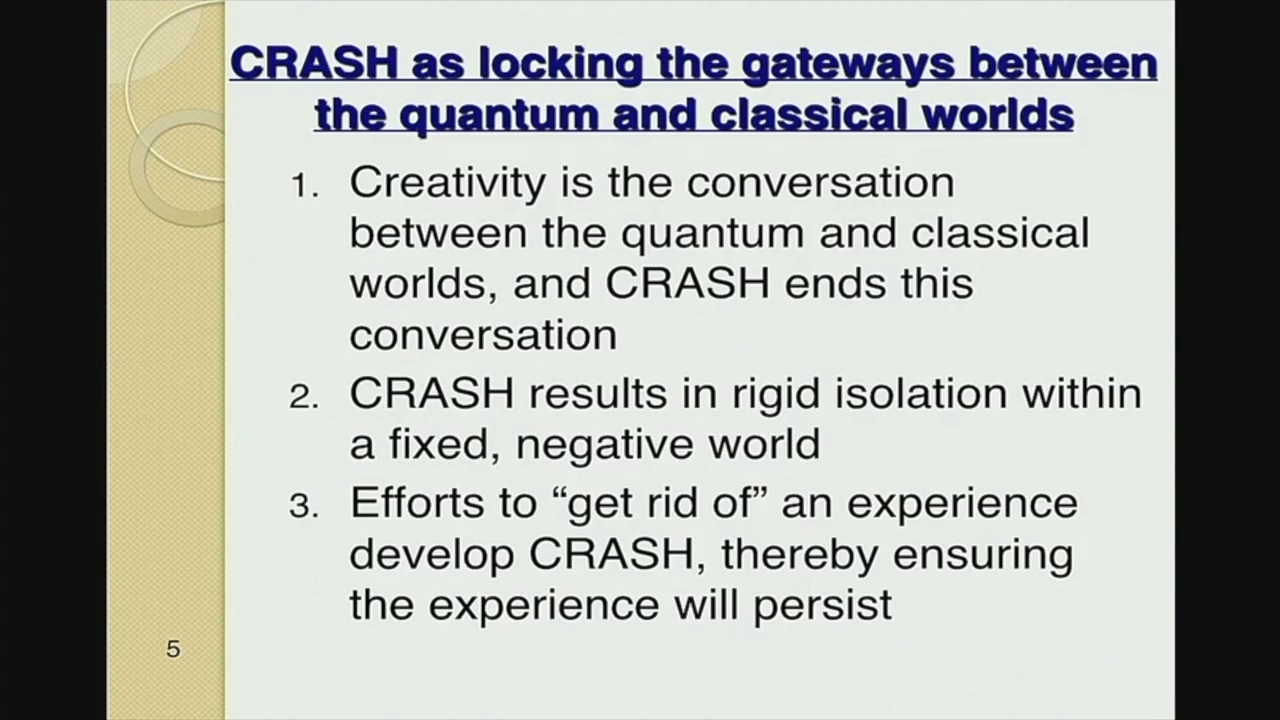 CRASH as locking the gateways between
the quantum and classical worlds
1. Creativity is the conversation
between the quantum and classical
worlds, and CRASH ends this
conversation
2. CRASH results in rigid isolation within
a fixed, negative world
3. Efforts to “get rid of” an experience
develop CRASH, thereby ensuring
the experience will persist
5